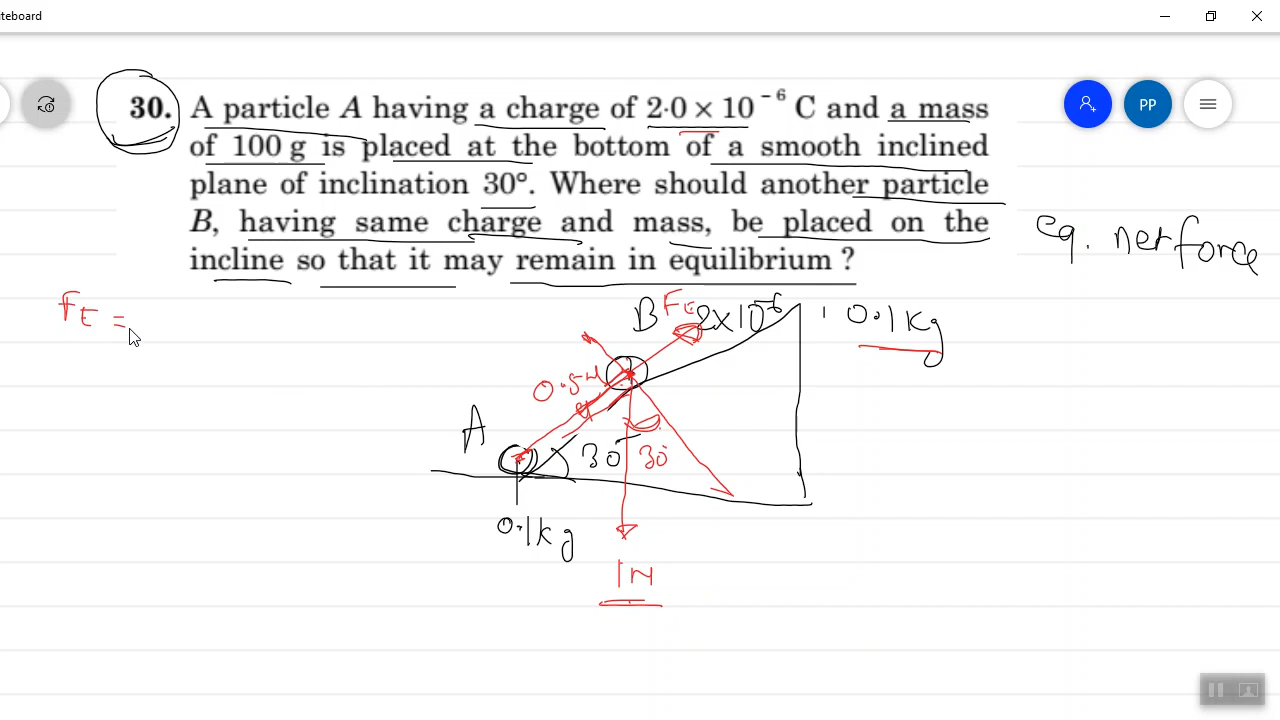 teboard
PP
30. A particle A having a charge of 2·0 × 10⁻⁶ C and a mass
of 100 g is placed at the bottom of a smooth inclined
plane of inclination 30°. Where should another particle
B, having same charge and mass, be placed on the
incline so that it may remain in equilibrium ?
eq. net force
FE =
B FE 2×10⁻⁶ , 0.1 kg
0.5N
A
30° 30
0.1kg
1N